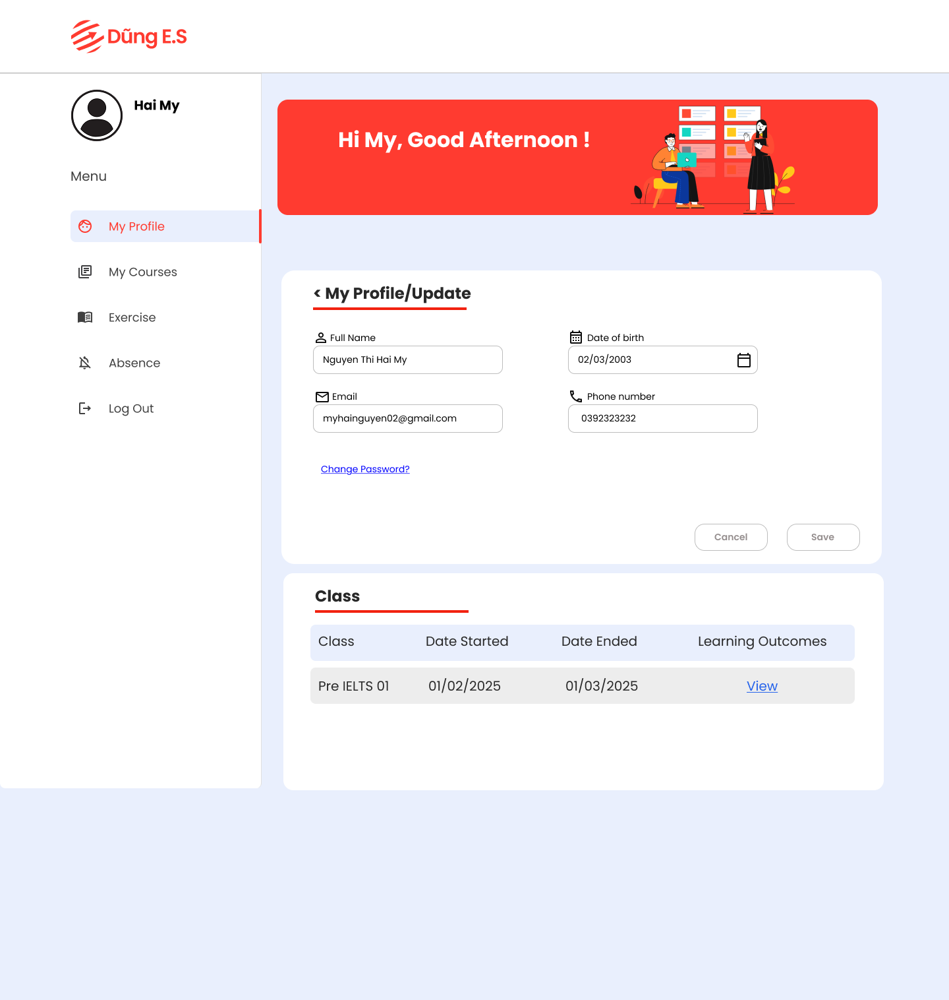 Dũng E.S
Hai My
Menu
My Profile
My Courses
Exercise
Absence
Log Out
Hi My, Good Afternoon !
< My Profile/Update
Full Name
Date of birth
Nguyen Thi Hai My
02/03/2003
Email
Phone number
myhainguyen02@gmail.com
0392323232
Change Password?
Cancel
Save
Class
Class Date Started Date Ended Learning Outcomes
Pre IELTS 01 01/02/2025 01/03/2025 View